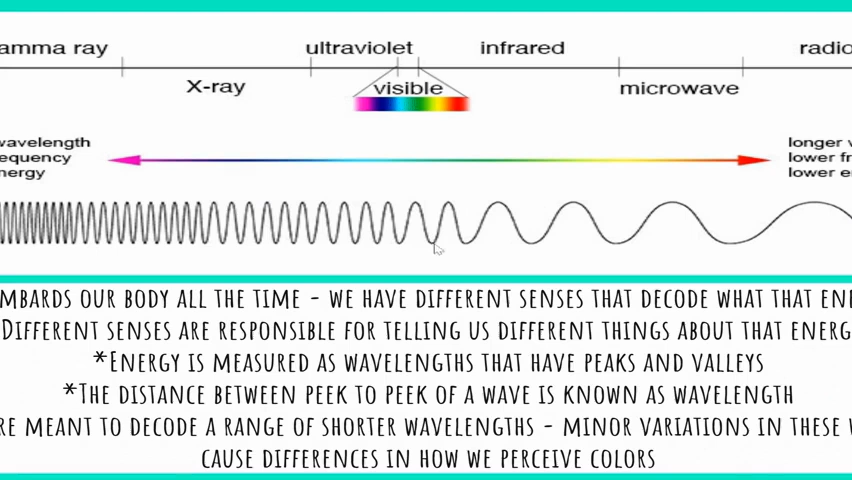 amma ray
ultraviolet
infrared
radio
X-ray
visible
microwave
wavelength
equency
nergy
longer w
lower fr
lower en
MBARDS OUR BODY ALL THE TIME - WE HAVE DIFFERENT SENSES THAT DECODE WHAT THAT ENE
DIFFERENT SENSES ARE RESPONSIBLE FOR TELLING US DIFFERENT THINGS ABOUT THAT ENERG
*ENERGY IS MEASURED AS WAVELENGTHS THAT HAVE PEAKS AND VALLEYS
*THE DISTANCE BETWEEN PEEK TO PEEK OF A WAVE IS KNOWN AS WAVELENGTH
RE MEANT TO DECODE A RANGE OF SHORTER WAVELENGTHS - MINOR VARIATIONS IN THESE W
CAUSE DIFFERENCES IN HOW WE PERCEIVE COLORS